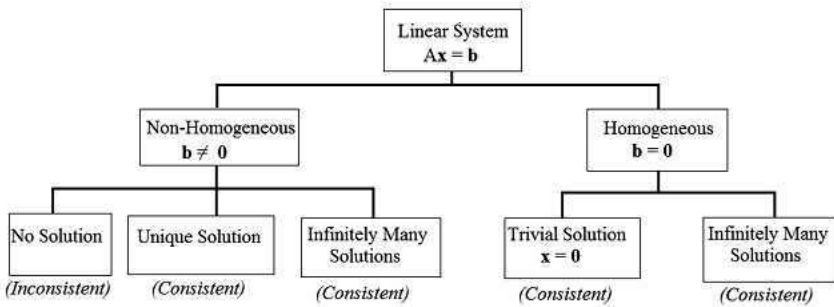 Linear System
Ax = b
Non-Homogeneous
b ≠ 0
Homogeneous
b = 0
No Solution
Unique Solution
Infinitely Many
Solutions
Trivial Solution
x = 0
Infinitely Many
Solutions
(Inconsistent)
(Consistent)
(Consistent)
(Consistent)
(Consistent)